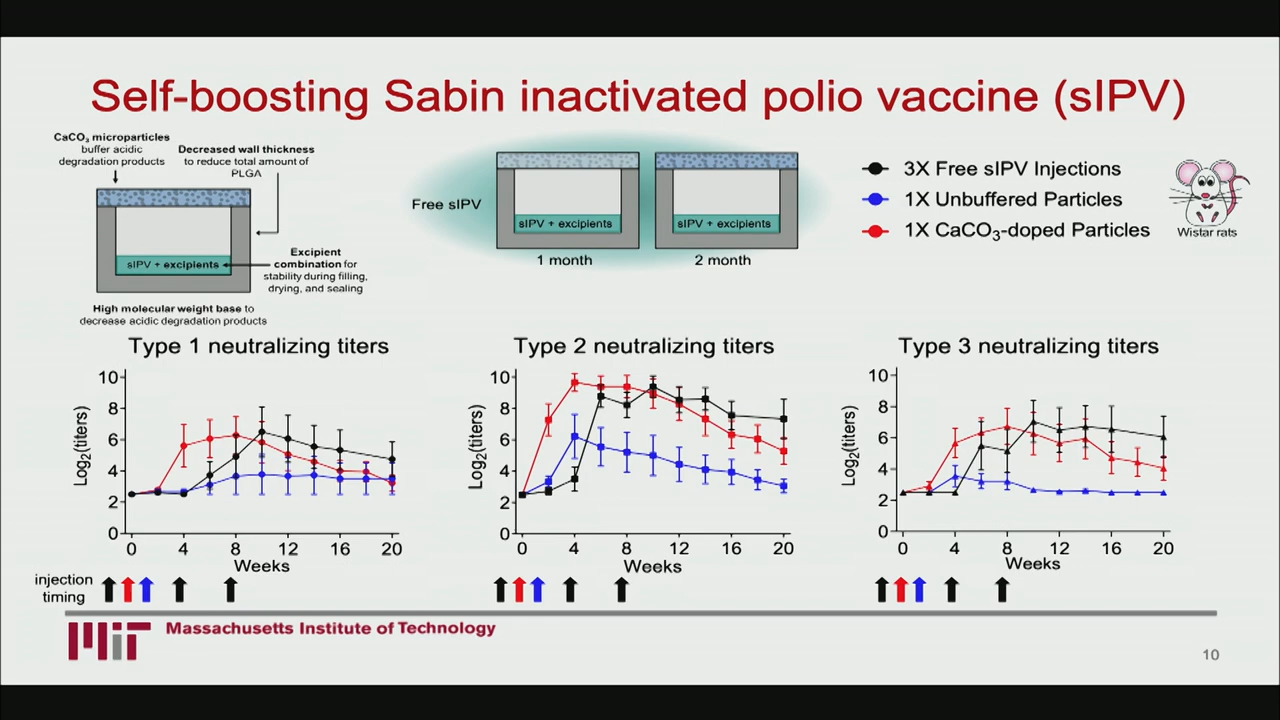 Self-boosting Sabin inactivated polio vaccine (sIPV)
CaCO3 microparticles
buffer acidic
degradation products
Decreased wall thickness
to reduce total amount of
PLGA
sIPV + excipients
Excipient
combination for
stability during filling,
drying, and sealing
High molecular weight base to
decrease acidic degradation products
Free sIPV
sIPV + excipients
sIPV + excipients
1 month
2 month
3X Free sIPV Injections
1X Unbuffered Particles
1X CaCO3-doped Particles
Wistar rats
Type 1 neutralizing titers
Log2(titers)
10
8
6
4
2
0
0 4 8 12 16 20
Weeks
Type 2 neutralizing titers
Log2(titers)
10
8
6
4
2
0
0 4 8 12 16 20
Weeks
Type 3 neutralizing titers
Log2(titers)
10
8
6
4
2
0
0 4 8 12 16 20
Weeks
injection
timing
MIT
Massachusetts Institute of Technology
10